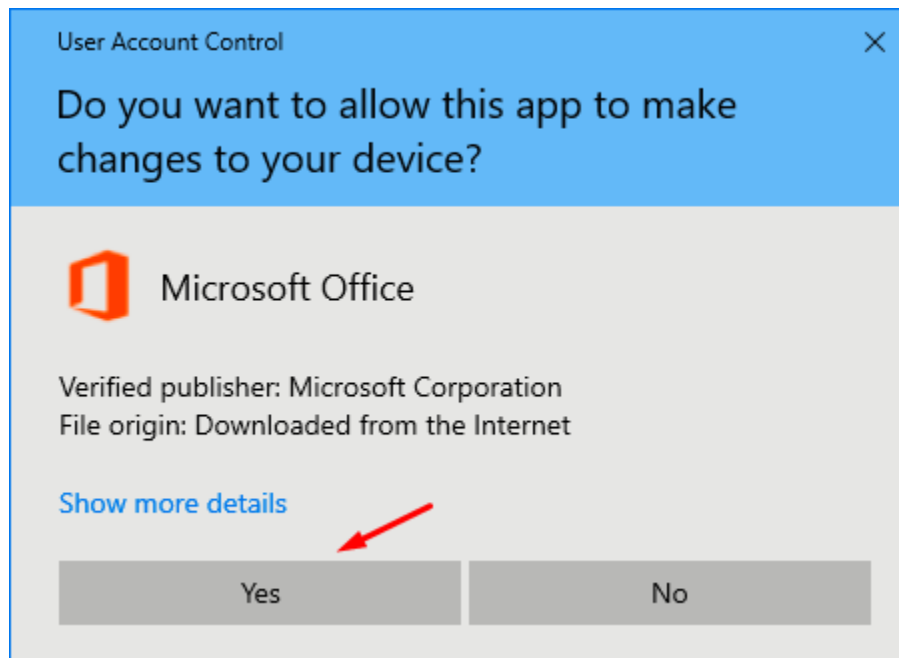 User Account Control
Do you want to allow this app to make
changes to your device?
Microsoft Office
Verified publisher: Microsoft Corporation
File origin: Downloaded from the Internet
Show more details
Yes
No